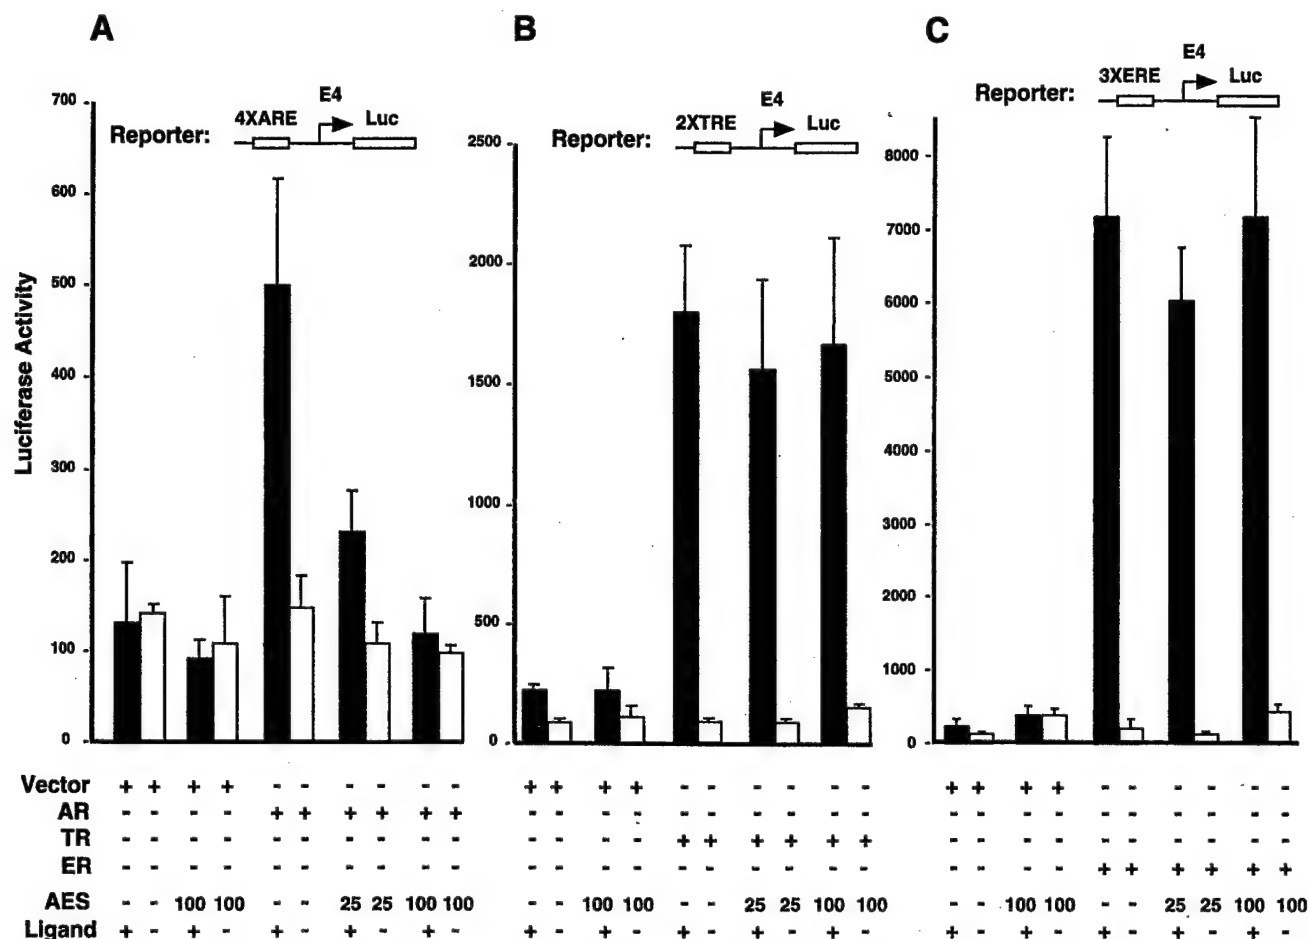 A
B
C
Reporter: 4XARE E4 Luc
Reporter: 2XTRE E4 Luc
Reporter: 3XERE E4 Luc
Luciferase Activity
700
600
500
400
300
200
100
0
2500
2000
1500
1000
500
0
8000
7000
6000
5000
4000
3000
2000
1000
0
Vector + + + + - - - - - - + + + + - - - - - - + + + + - - - - - -
AR - - - - + + + + + + - - - - - - - - - - - - - - - - - - - -
TR - - - - - - - - - - - - - - + + + + + + - - - - - - - - - -
ER - - - - - - - - - - - - - - - - - - - - - - - - + + + + + +
AES - - 100 100 - - 25 25 100 100 - - 100 100 - - 25 25 100 100 - - 100 100 - - 25 25 100 100
Ligand + - + - + - + - + - + - + - + - + - + - + - + - + - + - + -